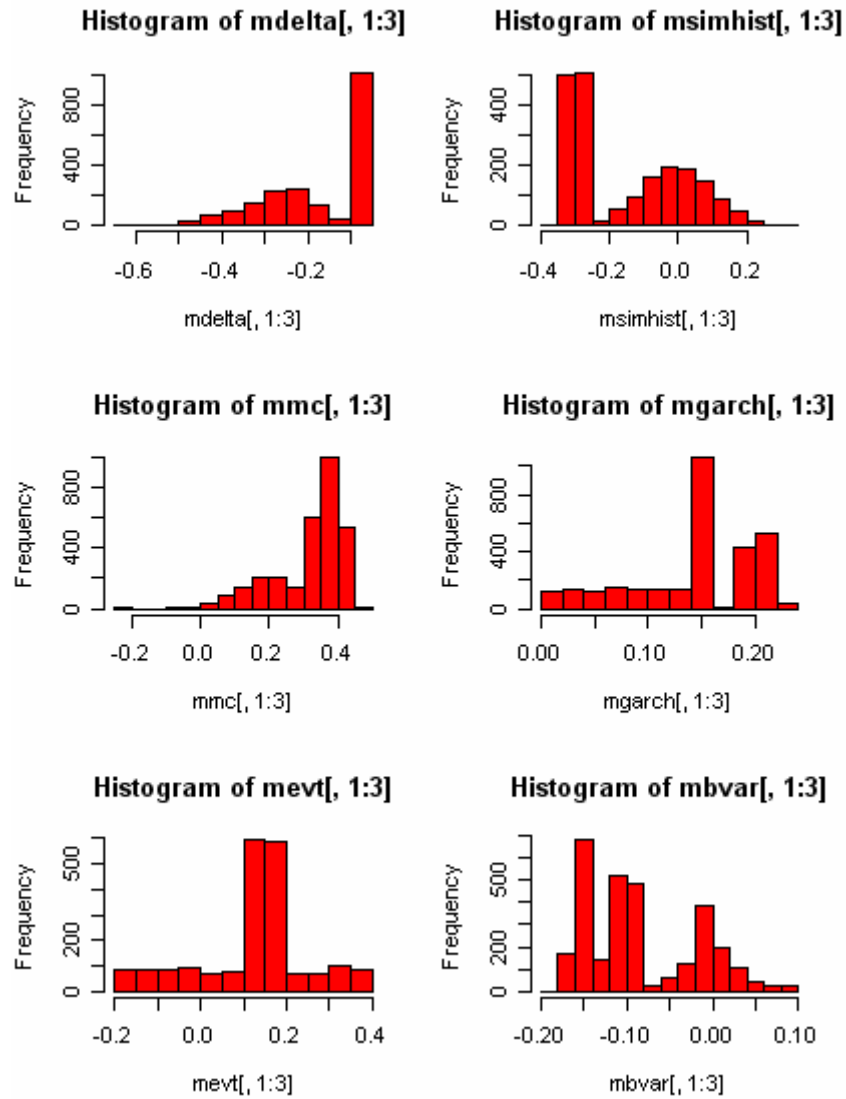 Histogram of mdelta[, 1:3]
Frequency
0 400 800
-0.6 -0.4 -0.2
mdelta[, 1:3]
Histogram of msimhist[, 1:3]
Frequency
0 200 400
-0.4 -0.2 0.0 0.2
msimhist[, 1:3]
Histogram of mmc[, 1:3]
Frequency
0 400 800
-0.2 0.0 0.2 0.4
mmc[, 1:3]
Histogram of mgarch[, 1:3]
Frequency
0 400 800
0.00 0.10 0.20
mgarch[, 1:3]
Histogram of mevt[, 1:3]
Frequency
0 200 500
-0.2 0.0 0.2 0.4
mevt[, 1:3]
Histogram of mbvar[, 1:3]
Frequency
0 200 500
-0.20 -0.10 0.00 0.10
mbvar[, 1:3]